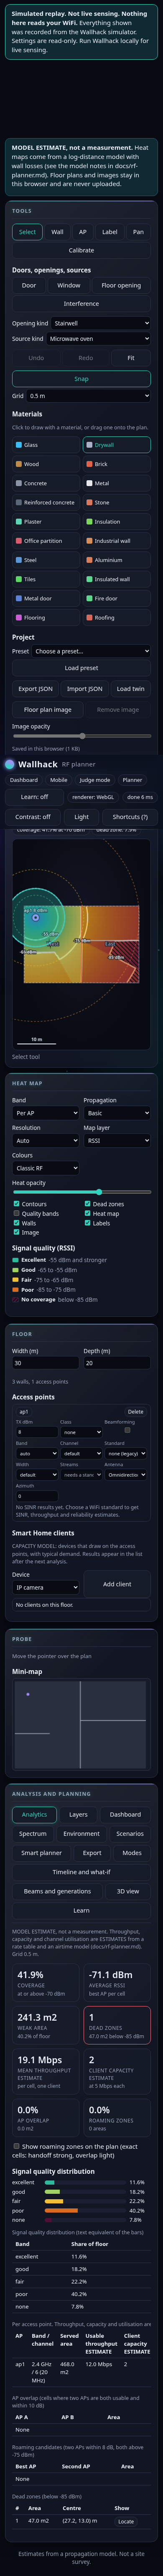 Simulated replay. Not live sensing. Nothing
here reads your WiFi. Everything shown
was recorded from the Wallhack simulator.
Settings are read-only. Run Wallhack locally for
live sensing.
MODEL ESTIMATE, not a measurement. Heat
maps come from a log-distance model with
wall losses (see the model notes in docs/rf-
planner.md). Floor plans and images stay in
this browser and are never uploaded.
TOOLS
Select Wall AP Label Pan
Calibrate
Doors, openings, sources
Door Window Floor opening
Interference
Opening kind Stairwell
Source kind Microwave oven
Undo Redo Fit
Snap
Grid 0.5 m
Materials
Click to draw with a material, or drag one onto the plan.
Glass Drywall
Wood Brick
Concrete Metal
Reinforced concrete Stone
Plaster Insulation
Office partition Industrial wall
Steel Aluminium
Tiles Insulated wall
Metal door Fire door
Flooring Roofing
Project
Preset Choose a preset...
Load preset
Export JSON Import JSON Load twin
Floor plan image Remove image
Image opacity
Saved in this browser (1 KB)
Wallhack RF planner
Dashboard Mobile Judge mode Planner
Learn: off renderer: WebGL done 6 ms
Contrast: off Light Shortcuts (?)
10 m
Select tool
HEAT MAP
Band Propagation
Per AP Basic
Resolution Map layer
Auto RSSI
Colours
Classic RF
Heat opacity
Contours Dead zones
Quality bands Heat map
Walls Labels
Image
Signal quality (RSSI)
Excellent -55 dBm and stronger
Good -65 to -55 dBm
Fair -75 to -65 dBm
Poor -85 to -75 dBm
No coverage below -85 dBm
FLOOR
Width (m) Depth (m)
30 20
3 walls, 1 access points
Access points
ap1 Delete
TX dBm Class Beamforming
8 none
Band Channel Standard
auto default none (legacy)
Width Streams Antenna
default needs a stand Omnidirection
Azimuth
0
No SINR results yet. Choose a WiFi standard to get
SINR, throughput and reliability estimates.
Smart Home clients
CAPACITY MODEL: devices that dwell on the access
points, with typical demand. Results appear in the list
after the next analysis.
Device
IP camera Add client
No clients on this floor.
PROBE
Move the pointer over the plan
Mini-map
ANALYSIS AND PLANNING
Analytics Layers Dashboard
Spectrum Environment Scenarios
Smart planner Export Modes
Timeline and what-if
Beams and generations 3D view
Learn
MODEL ESTIMATE, not a measurement. Throughput,
capacity and channel utilisation are ESTIMATES from a
rate table and an airtime model (docs/rf-planner.md).
Grid 0.5 m.
41.9%
COVERAGE
at or above -70 dBm
-71.1 dBm
AVERAGE RSSI
best AP per cell
241.3 m2
WEAK AREA
40.2% of floor
1
DEAD ZONES
47.0 m2 below -85 dBm
19.1 Mbps
MEAN THROUGHPUT
ESTIMATE
per cell, one client
2
CLIENT CAPACITY
ESTIMATE
at 5 Mbps each
0.0%
AP OVERLAP
0.0 m2
0.0%
ROAMING ZONES
0 areas
Show roaming zones on the plan (exact
cells: handoff strong, overlap light)
Signal quality distribution
excellent 11.6%
good 18.2%
fair 22.2%
poor 40.2%
none 7.8%
Signal quality distribution (text equivalent of the bars)
Band Share of floor
excellent 11.6%
good 18.2%
fair 22.2%
poor 40.2%
none 7.8%
Per access point. Throughput, capacity and utilisation are
AP Band / channel Served area Usable throughput ESTIMATE Client capacity ESTIMATE
ap1 2.4 GHz / 6 (20 MHz) 468.0 m2 12.0 Mbps 2
AP overlap (cells where two APs are both usable and
within 10 dB)
AP A AP B Area
None
Roaming candidates (two APs within 8 dB, both above
-75 dBm)
Best AP Second AP Area
None
Dead zones (below -85 dBm)
# Area Centre Show
1 47.0 m2 (27.2, 13.0) m Locate
Estimates from a propagation model. Not a site
survey.